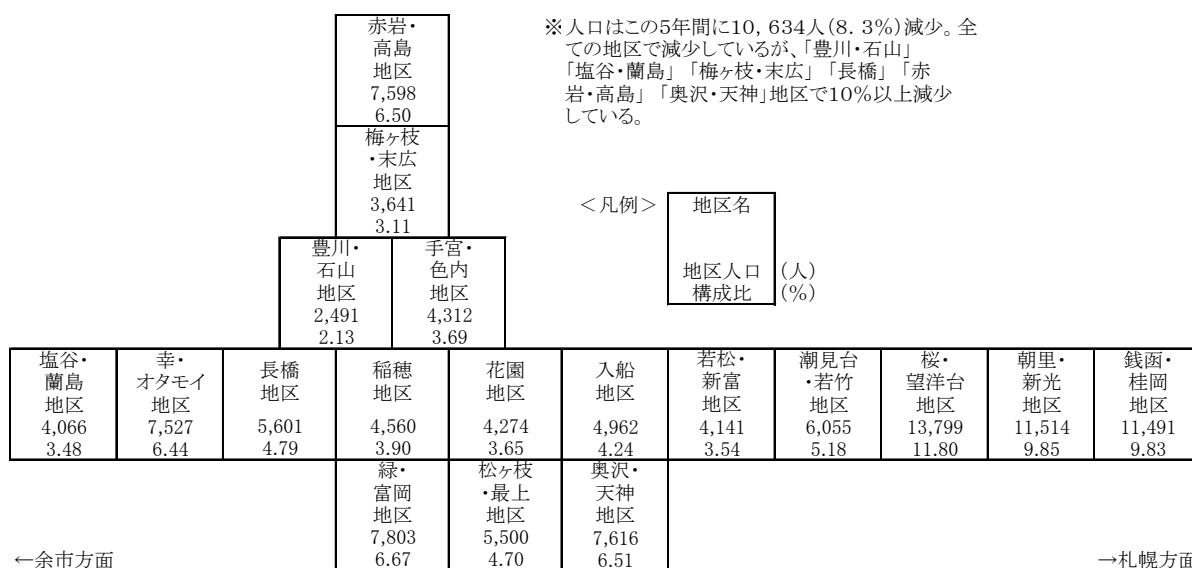 赤岩・
高島
地区
7,598
6.50
※人口はこの5年間に10,634人(8.3%)減少。全
ての地区で減少しているが、「豊川・石山」
「塩谷・蘭島」「梅ヶ枝・末広」「長橋」「赤
岩・高島」「奥沢・天神」地区で10%以上減少
している。
梅ヶ枝
・末広
地区
3,641
3.11
<凡例>
地区名
地区人口 (人)
構成比 (%)
豊川・
石山
地区
2,491
2.13
手宮・
色内
地区
4,312
3.69
塩谷・
蘭島
地区
4,066
3.48
幸・
オタモイ
地区
7,527
6.44
長橋
地区
5,601
4.79
稲穂
地区
4,560
3.90
花園
地区
4,274
3.65
入船
地区
4,962
4.24
若松・
新富
地区
4,141
3.54
潮見台
・若竹
地区
6,055
5.18
桜・
望洋台
地区
13,799
11.80
朝里・
新光
地区
11,514
9.85
銭函・
桂岡
地区
11,491
9.83
緑・
富岡
地区
7,803
6.67
松ヶ枝
・最上
地区
5,500
4.70
奥沢・
天神
地区
7,616
6.51
←余市方面
→札幌方面